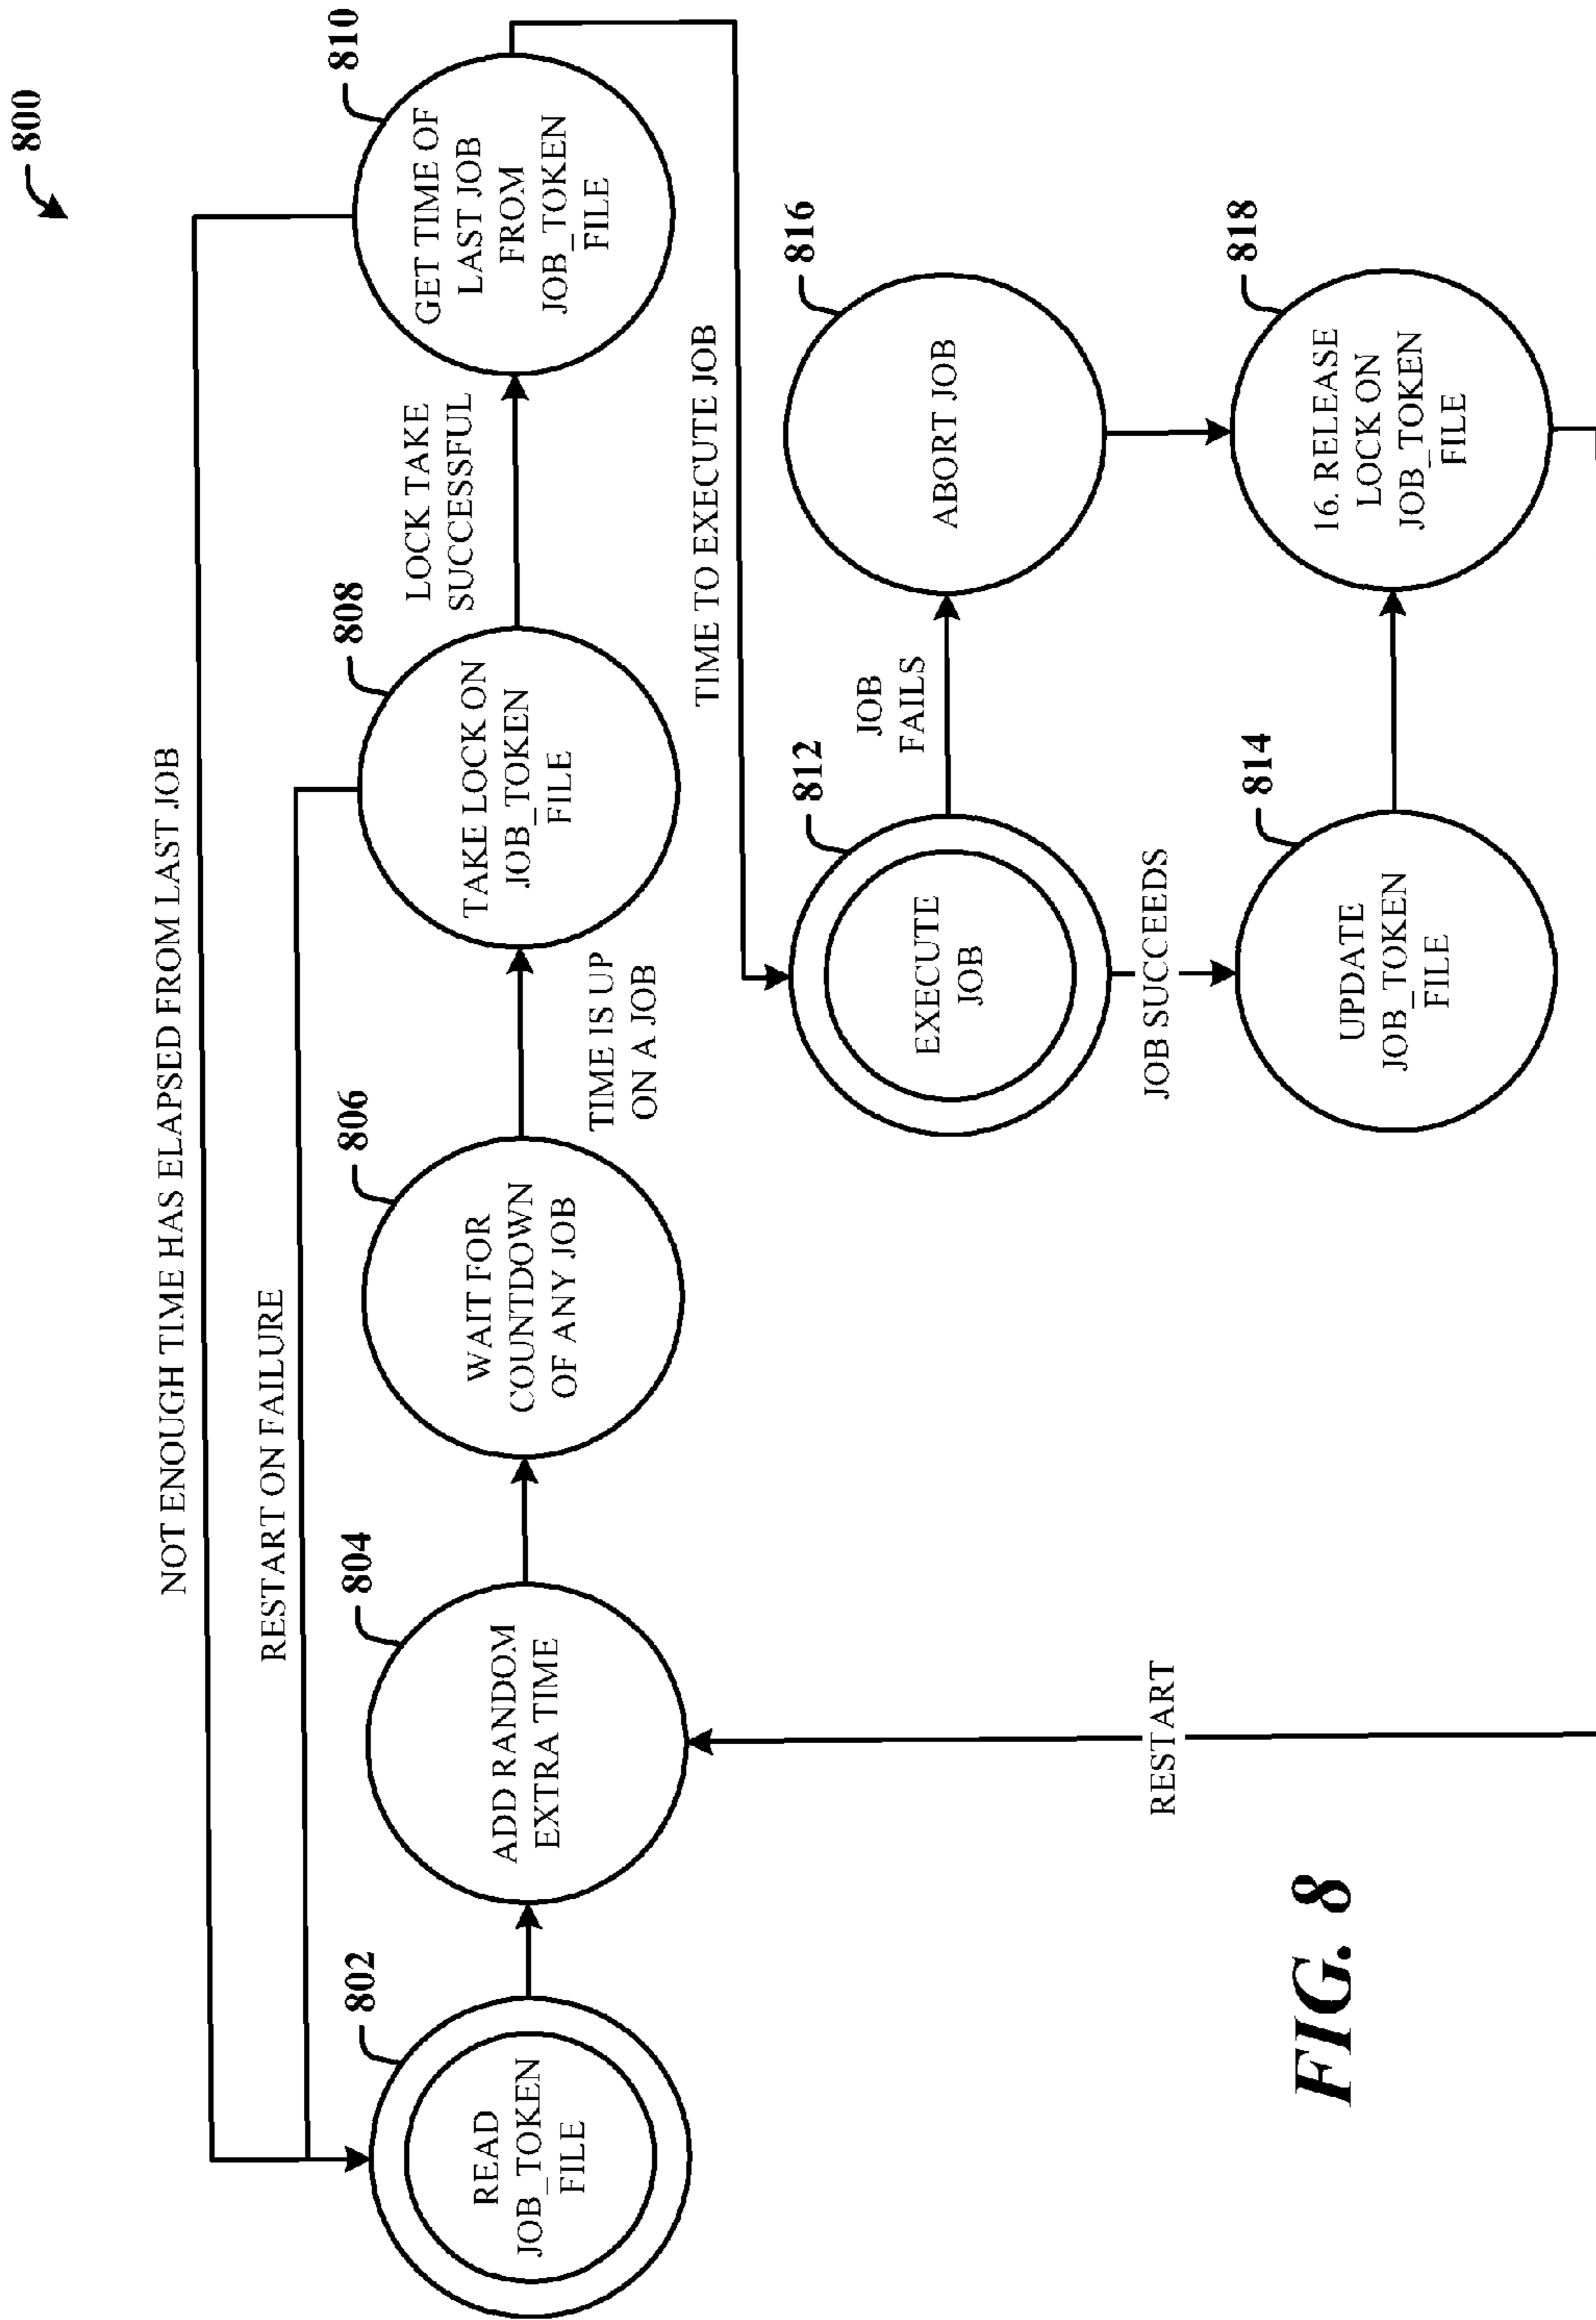 800
NOT ENOUGH TIME HAS ELAPSED FROM LAST JOB
RESTART ON FAILURE
802
READ
JOB_TOKEN
FILE
804
ADD RANDOM
EXTRA TIME
806
WAIT FOR
COUNTDOWN
OF ANY JOB
TIME IS UP
ON A JOB
808
TAKE LOCK ON
JOB_TOKEN
FILE
LOCK TAKE
SUCCESSFUL
810
GET TIME OF
LAST JOB
FROM
JOB_TOKEN
FILE
TIME TO EXECUTE JOB
812
EXECUTE
JOB
JOB
FAILS
816
ABORT JOB
JOB SUCCEEDS
814
UPDATE
JOB_TOKEN
FILE
818
16. RELEASE
LOCK ON
JOB_TOKEN
FILE
RESTART
FIG. 8